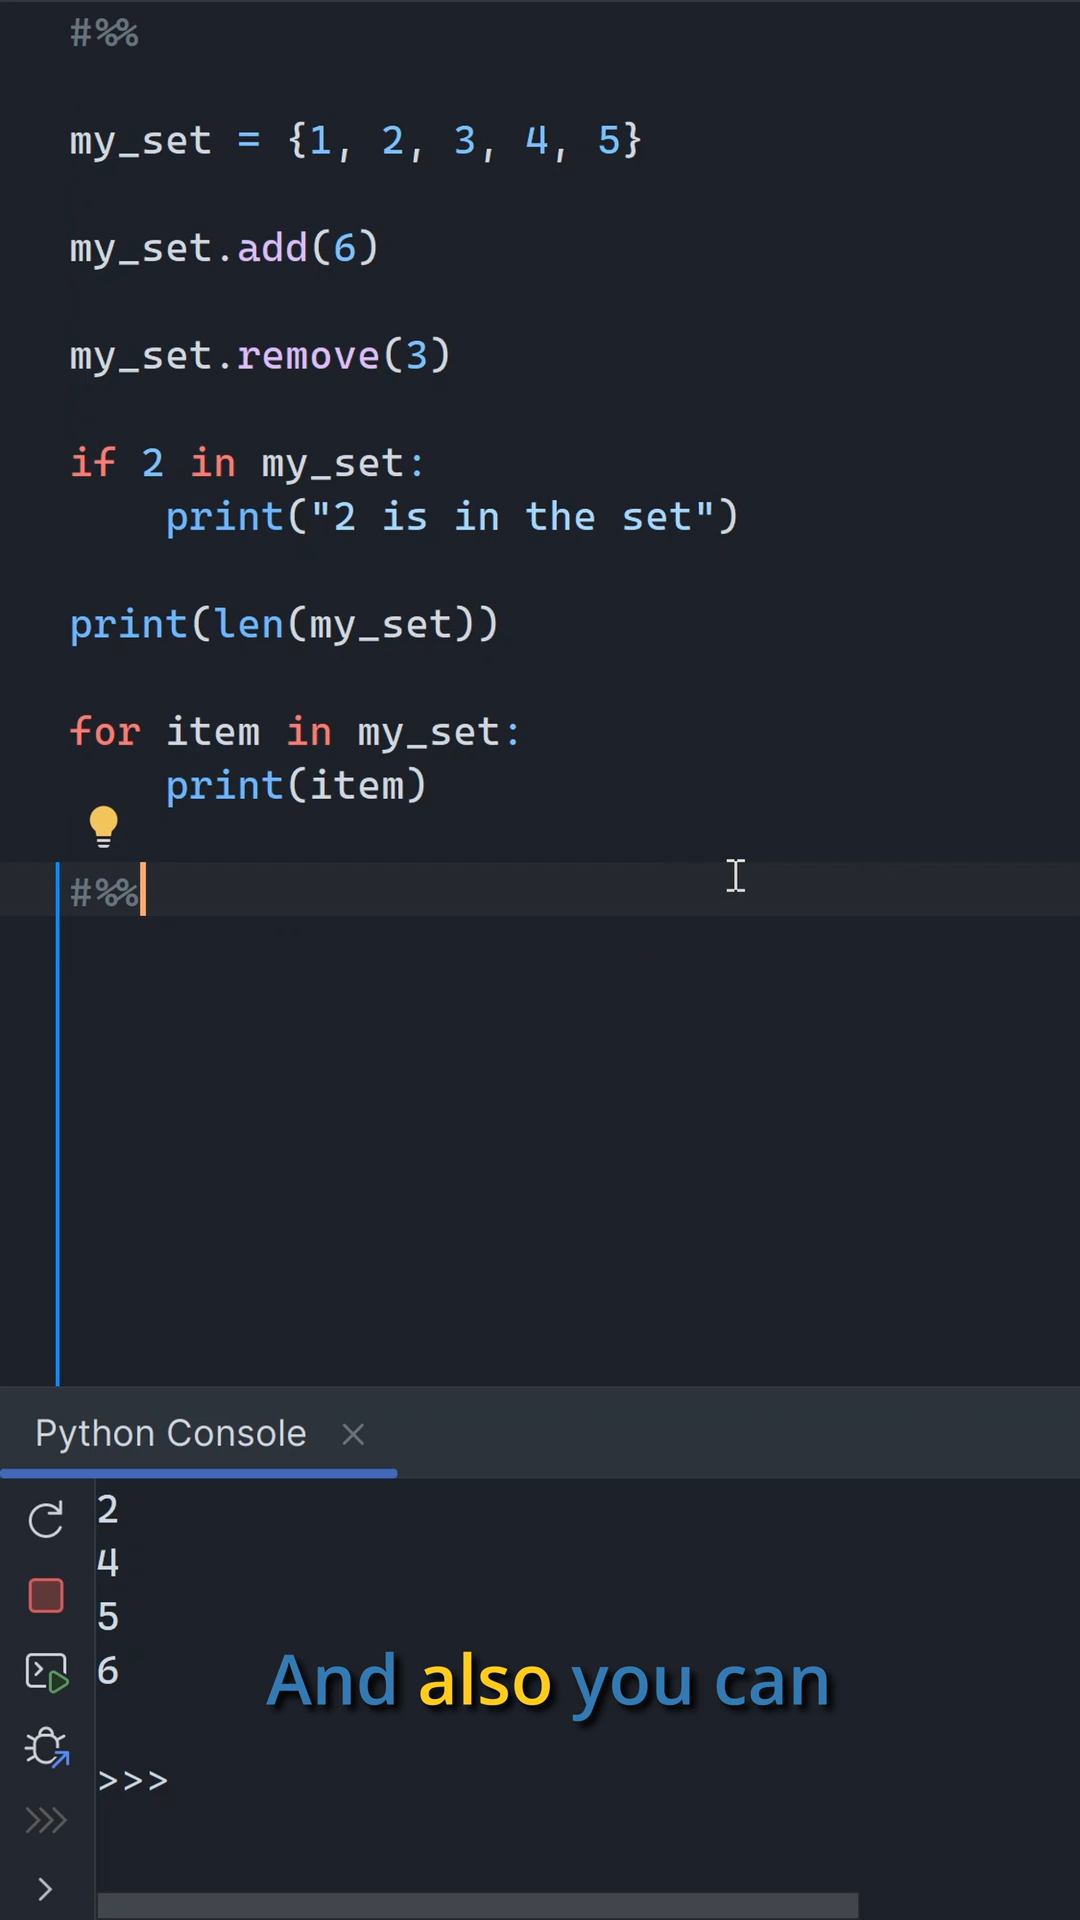 #%%
my_set = {1, 2, 3, 4, 5}
my_set.add(6)
my_set.remove(3)
if 2 in my_set:
    print("2 is in the set")
print(len(my_set))
for item in my_set:
    print(item)
#%%
Python Console
2
4
5
6
And also you can
>>>